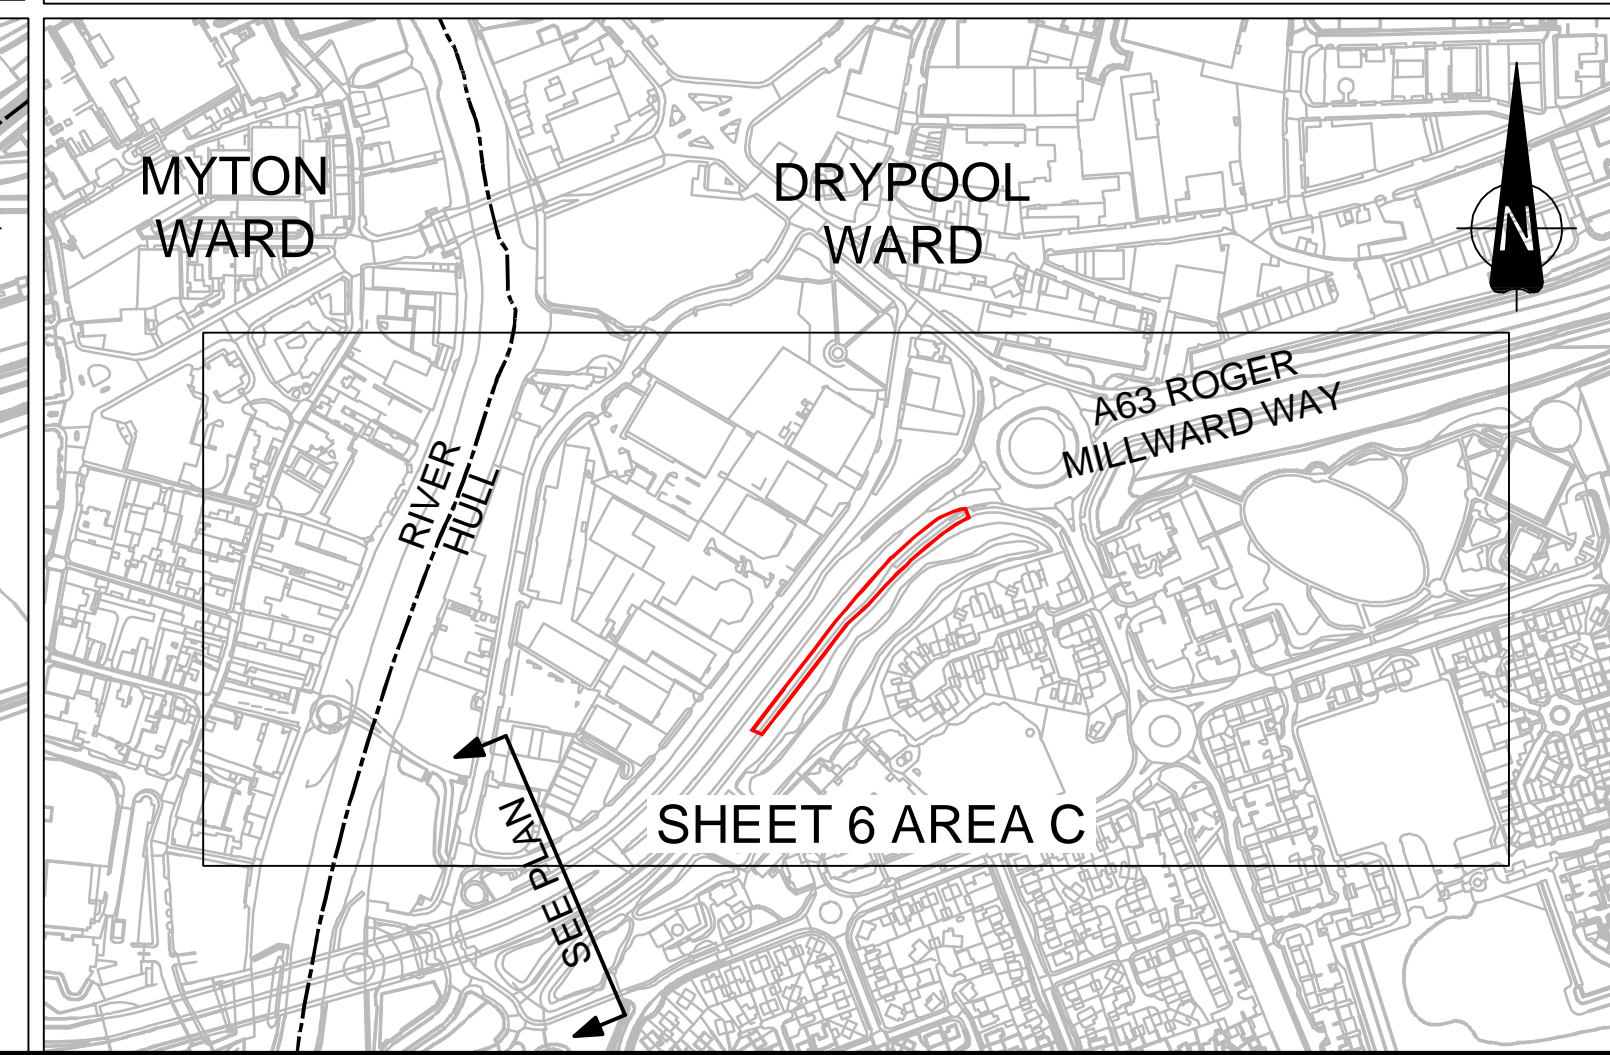 MYTON
WARD
DRYPOOL
WARD
N
A63 ROGER
MILLWARD WAY
RIVER
HULL
SEE PLAN
SHEET 6 AREA C